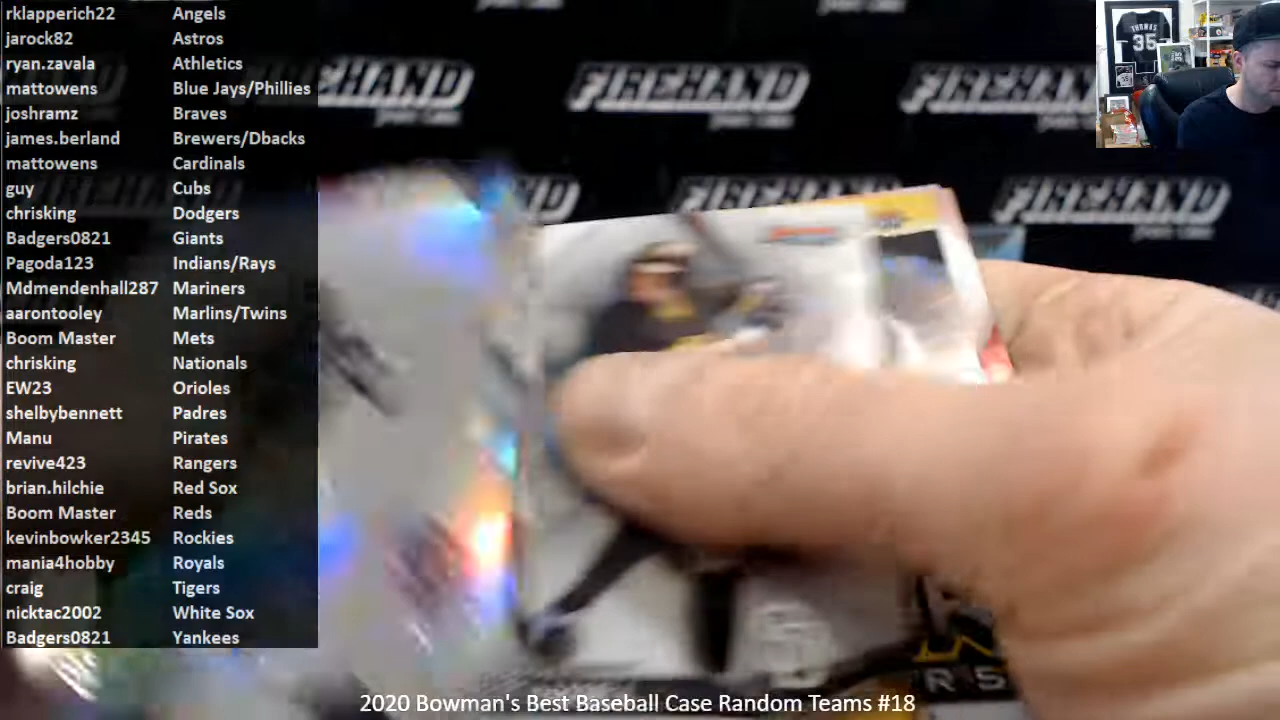 rklapperich22 Angels
jarock82 Astros
ryan.zavala Athletics
mattowens Blue Jays/Phillies
joshramz Braves
james.berland Brewers/Dbacks
mattowens Cardinals
guy Cubs
chrisking Dodgers
Badgers0821 Giants
Pagoda123 Indians/Rays
Mdmendenhall287 Mariners
aarontooley Marlins/Twins
Boom Master Mets
chrisking Nationals
EW23 Orioles
shelbybennett Padres
Manu Pirates
revive423 Rangers
brian.hilchie Red Sox
Boom Master Reds
kevinbowker2345 Rockies
mania4hobby Royals
craig Tigers
nicktac2002 White Sox
Badgers0821 Yankees
FIREHAND
FIREHAND
FIREHAND
FIREHAND
FIREHAND
THOMAS
35
2020 Bowman's Best Baseball Case Random Teams #18